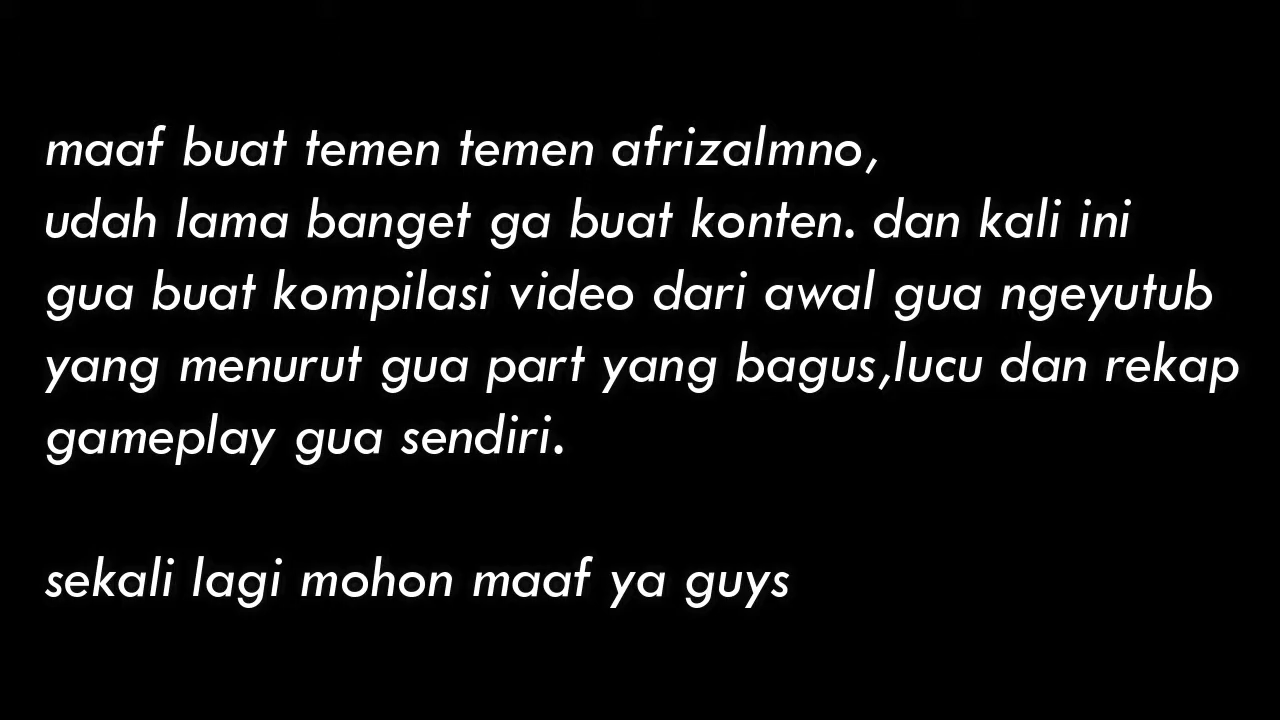 maaf buat temen temen afrizalmno,
udah lama banget ga buat konten. dan kali ini
gua buat kompilasi video dari awal gua ngeyutub
yang menurut gua part yang bagus,lucu dan rekap
gameplay gua sendiri.
sekali lagi mohon maaf ya guys